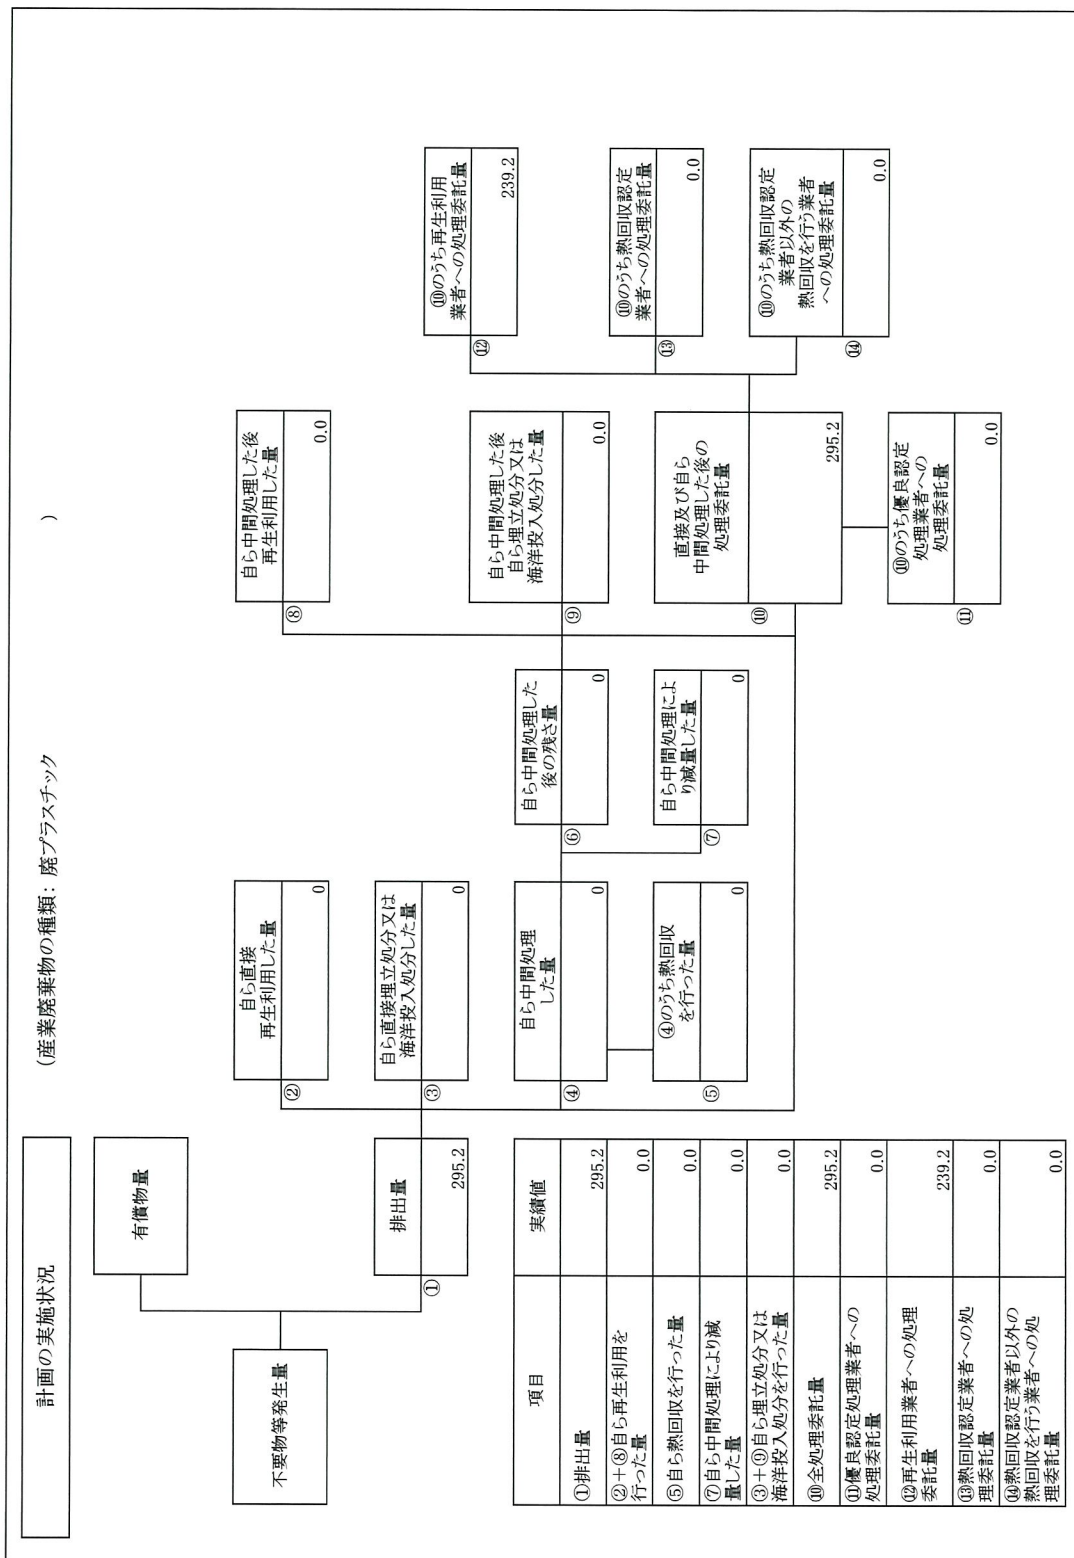 計画の実施状況
(産業廃棄物の種類: 廃プラスチック )
不要物等発生量
有償物量
排出量
①
295.2
自ら直接
再生利用した量
②
0
自ら直接埋立処分又は
海洋投入処分した量
③
0
自ら中間処理
した量
④
0
④のうち熱回収
を行った量
⑤
0
自ら中間処理した
後の残さ量
⑥
0
自ら中間処理によ
り減量した量
⑦
0
自ら中間処理した後
再生利用した量
⑧
0.0
自ら中間処理した後
自ら埋立処分又は
海洋投入処分した量
⑨
0.0
直接及び自ら
中間処理した後の
処理委託量
⑩
295.2
⑩のうち優良認定
処理業者への
処理委託量
⑪
0.0
⑩のうち再生利用
業者への処理委託量
⑫
239.2
⑩のうち熱回収認定
業者への処理委託量
⑬
0.0
⑩のうち熱回収認定
業者以外の
熱回収を行う業者
への処理委託量
⑭
0.0
項目 実績値
①排出量 295.2
②+⑧自ら再生利用を
行った量 0.0
⑤自ら熱回収を行った量 0.0
⑦自ら中間処理により減
量した量 0.0
③+⑨自ら埋立処分又は
海洋投入処分を行った量 0.0
⑩全処理委託量 295.2
⑪優良認定処理業者への
処理委託量 0.0
⑫再生利用業者への処理
委託量 239.2
⑬熱回収認定業者への処
理委託量 0.0
⑭熱回収認定業者以外の
熱回収を行う業者への処
理委託量 0.0